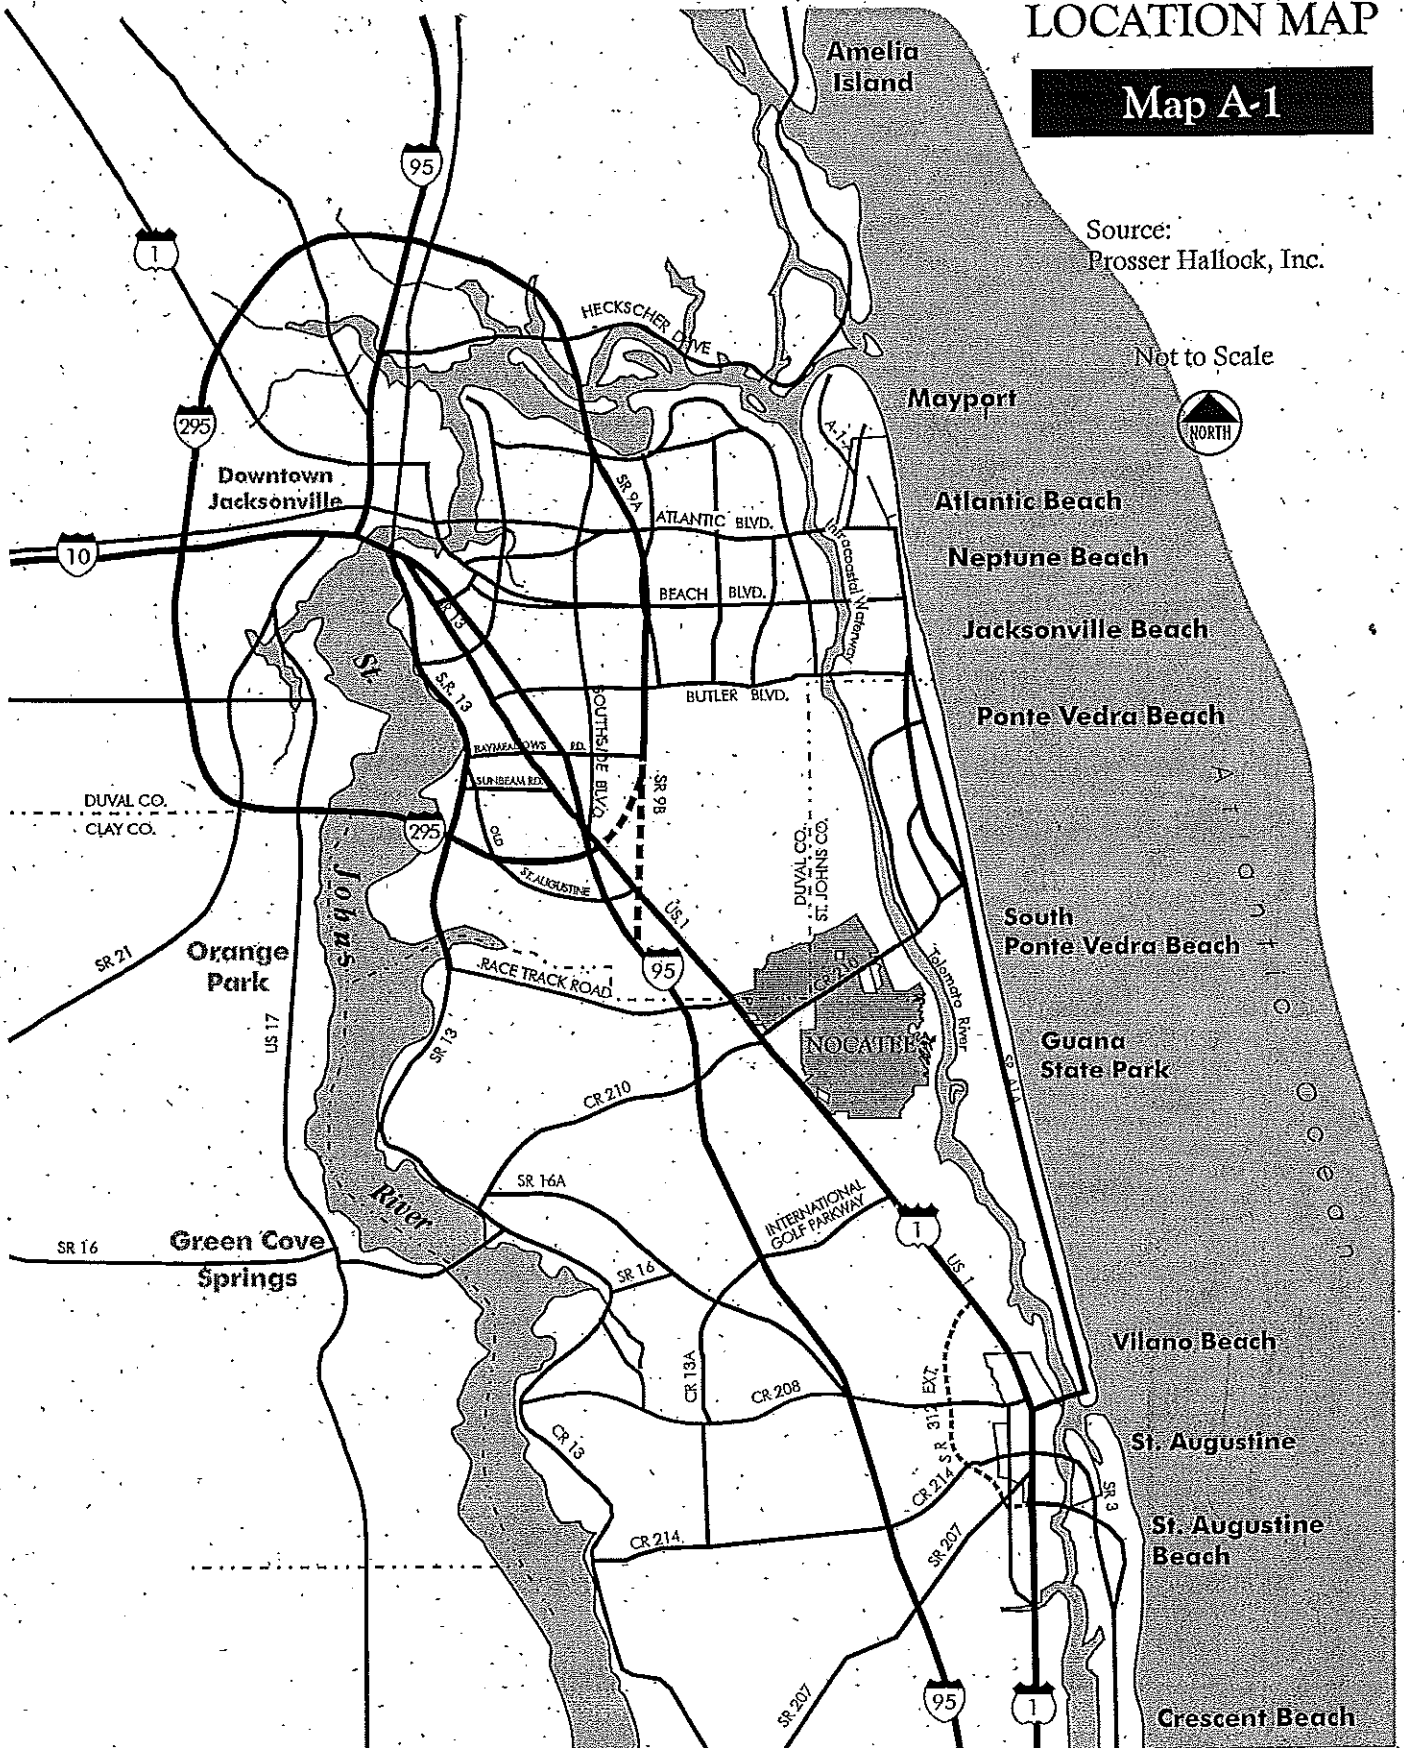 LOCATION MAP
Map A-1
Amelia
Island
95
1
Source:
Prosser Hallock, Inc.
HECKSCHER DRIVE
Not to Scale
NORTH
Mayport
295
A-1-A
Downtown
Jacksonville
SR 9A
Atlantic Beach
ATLANTIC BLVD.
10
Intracoastal Waterway
Neptune Beach
BEACH BLVD.
Jacksonville Beach
St. Johns River
S.R. 13
BUTLER BLVD.
Ponte Vedra Beach
SOUTHSIDE BLVD.
BAYMEADOWS RD.
SUNBEAM RD.
SR 9B
Atlantic Ocean
DUVAL CO.
CLAY CO.
295
OLD
ST. AUGUSTINE
DUVAL CO.
ST. JOHNS CO.
US 1
South
Ponte Vedra Beach
SR 21
Orange
Park
RACE TRACK ROAD
95
CR 210
Tolomata River
US 17
SR 13
NOCATEE
Guana
State Park
SR A1A
CR 210
SR 16A
INTERNATIONAL
GOLF PARKWAY
1
SR 16
Green Cove
Springs
SR 16
US 1
Vilano Beach
CR 13A
CR 208
SR 312 EXT.
CR 13
St. Augustine
CR 214
SR 3
CR 214
SR 207
St. Augustine
Beach
SR 207
95
1
Crescent Beach